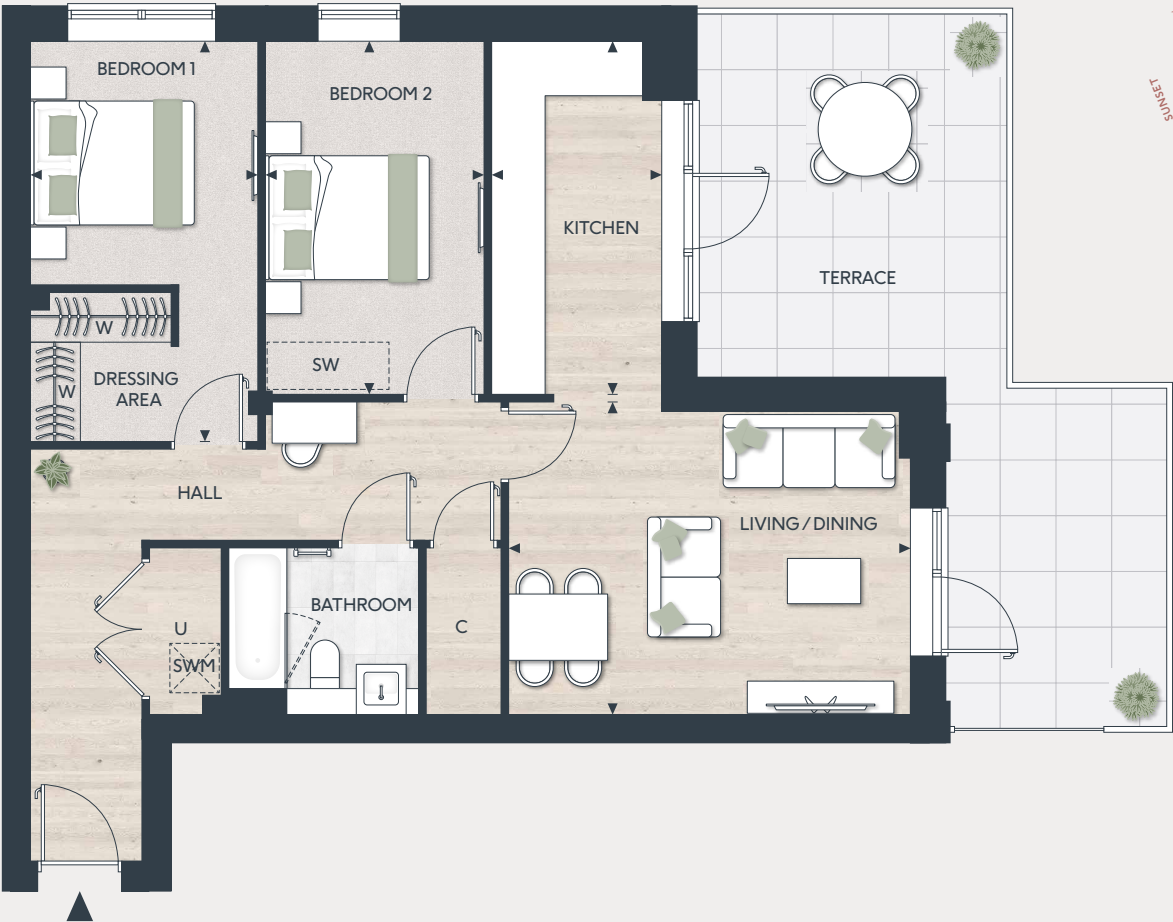 BEDROOM 1
BEDROOM 2
SUNSET
KITCHEN
TERRACE
W
W
DRESSING
AREA
SW
HALL
LIVING / DINING
BATHROOM
C
U
SWM